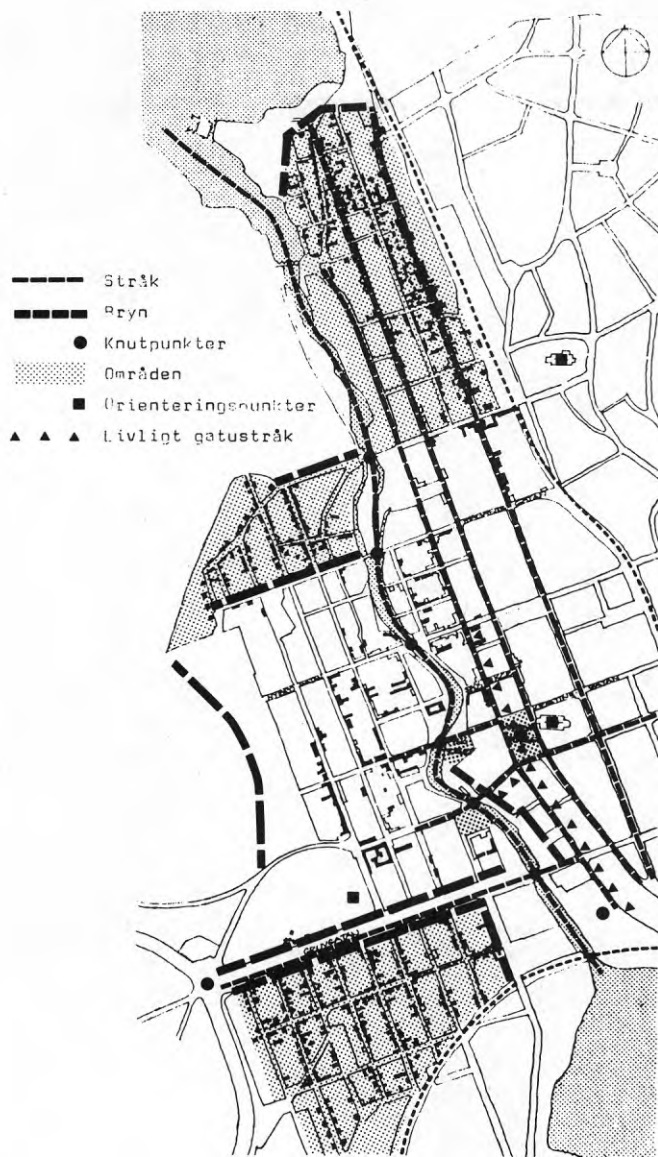 Stråk
Bryn
Knutpunkter
Områden
Orienteringspunkter
Livligt gatustråk